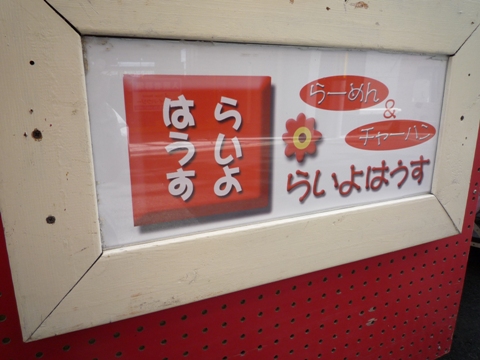 らいよ
はうす
らーめん
&
チャーハン
らいよはうす